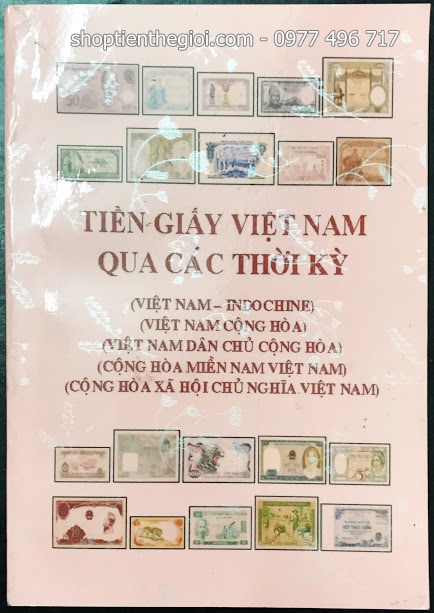 shoptienthegioi.com - 0977 496 717
TIỀN GIẤY VIỆT NAM
QUA CÁC THỜI KỲ
(VIỆT NAM – INDOCHINE)
(VIỆT NAM CỘNG HÒA)
(VIỆT NAM DÂN CHỦ CỘNG HÒA)
(CỘNG HÒA MIỀN NAM VIỆT NAM)
(CỘNG HÒA XÃ HỘI CHỦ NGHĨA VIỆT NAM)